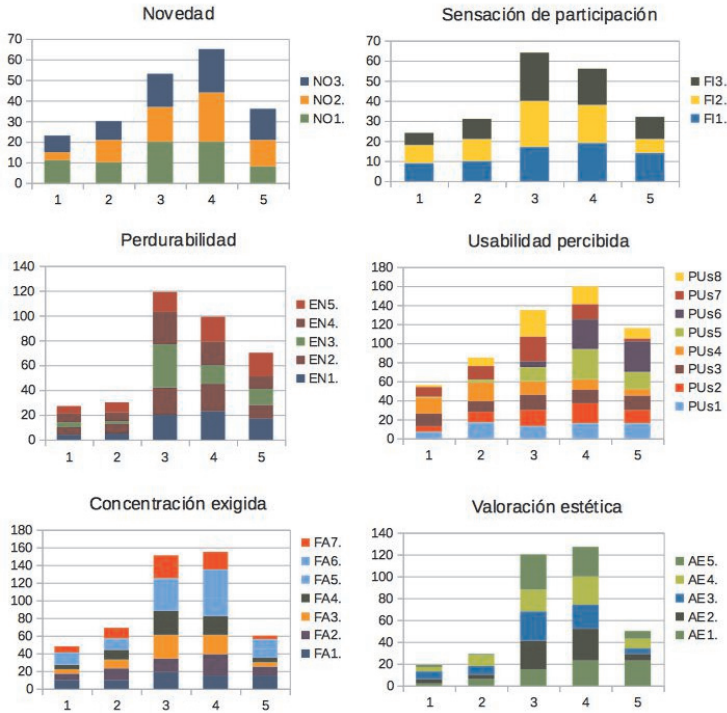 Novedad
70
60
50
40
30
20
10
0
1 2 3 4 5
NO3.
NO2.
NO1.
Sensación de participación
70
60
50
40
30
20
10
0
1 2 3 4 5
FI3.
FI2.
FI1.
Perdurabilidad
140
120
100
80
60
40
20
0
1 2 3 4 5
EN5.
EN4.
EN3.
EN2.
EN1.
Usabilidad percibida
180
160
140
120
100
80
60
40
20
0
1 2 3 4 5
PUs8
PUs7
PUs6
PUs5
PUs4
PUs3
PUs2
PUs1
Concentración exigida
180
160
140
120
100
80
60
40
20
0
1 2 3 4 5
FA7.
FA6.
FA5.
FA4.
FA3.
FA2.
FA1.
Valoración estética
140
120
100
80
60
40
20
0
1 2 3 4 5
AE5.
AE4.
AE3.
AE2.
AE1.